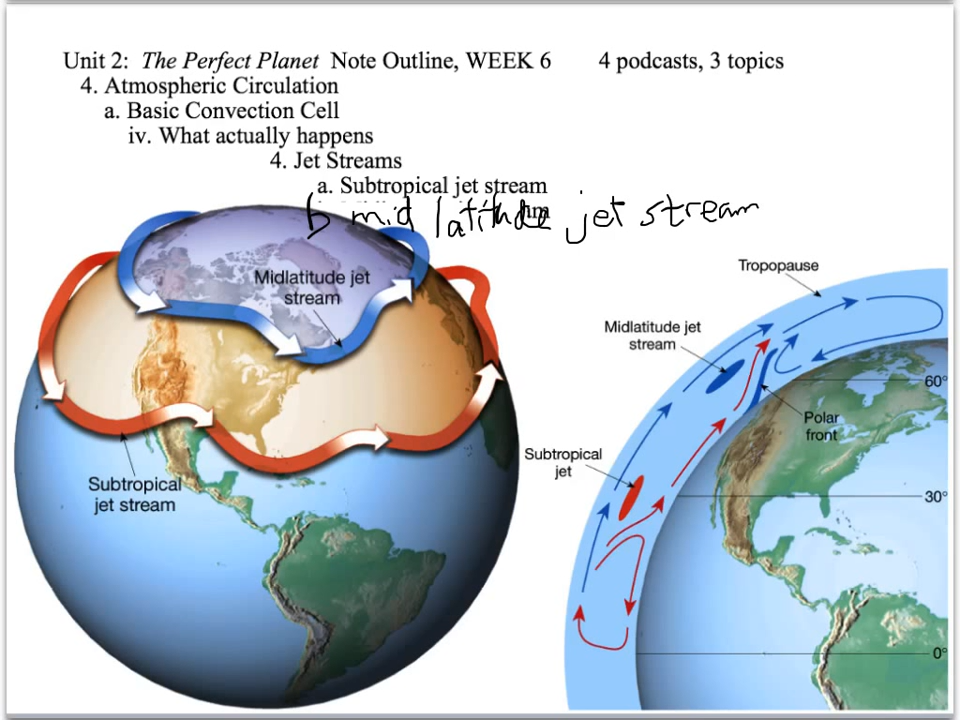 Unit 2: The Perfect Planet Note Outline, WEEK 6 4 podcasts, 3 topics
4. Atmospheric Circulation
a. Basic Convection Cell
iv. What actually happens
4. Jet Streams
a. Subtropical jet stream
b mid latitude jet stream
Midlatitude jet
stream
Subtropical
jet stream
Tropopause
Midlatitude jet
stream
60°
Polar
front
Subtropical
jet
30°
0°